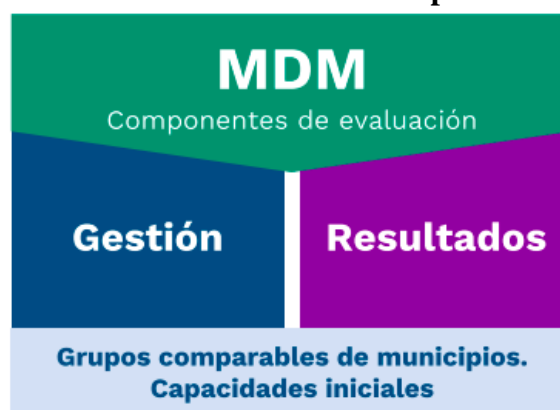 MDM
Componentes de evaluación
Gestión
Resultados
Grupos comparables de municipios.
Capacidades iniciales